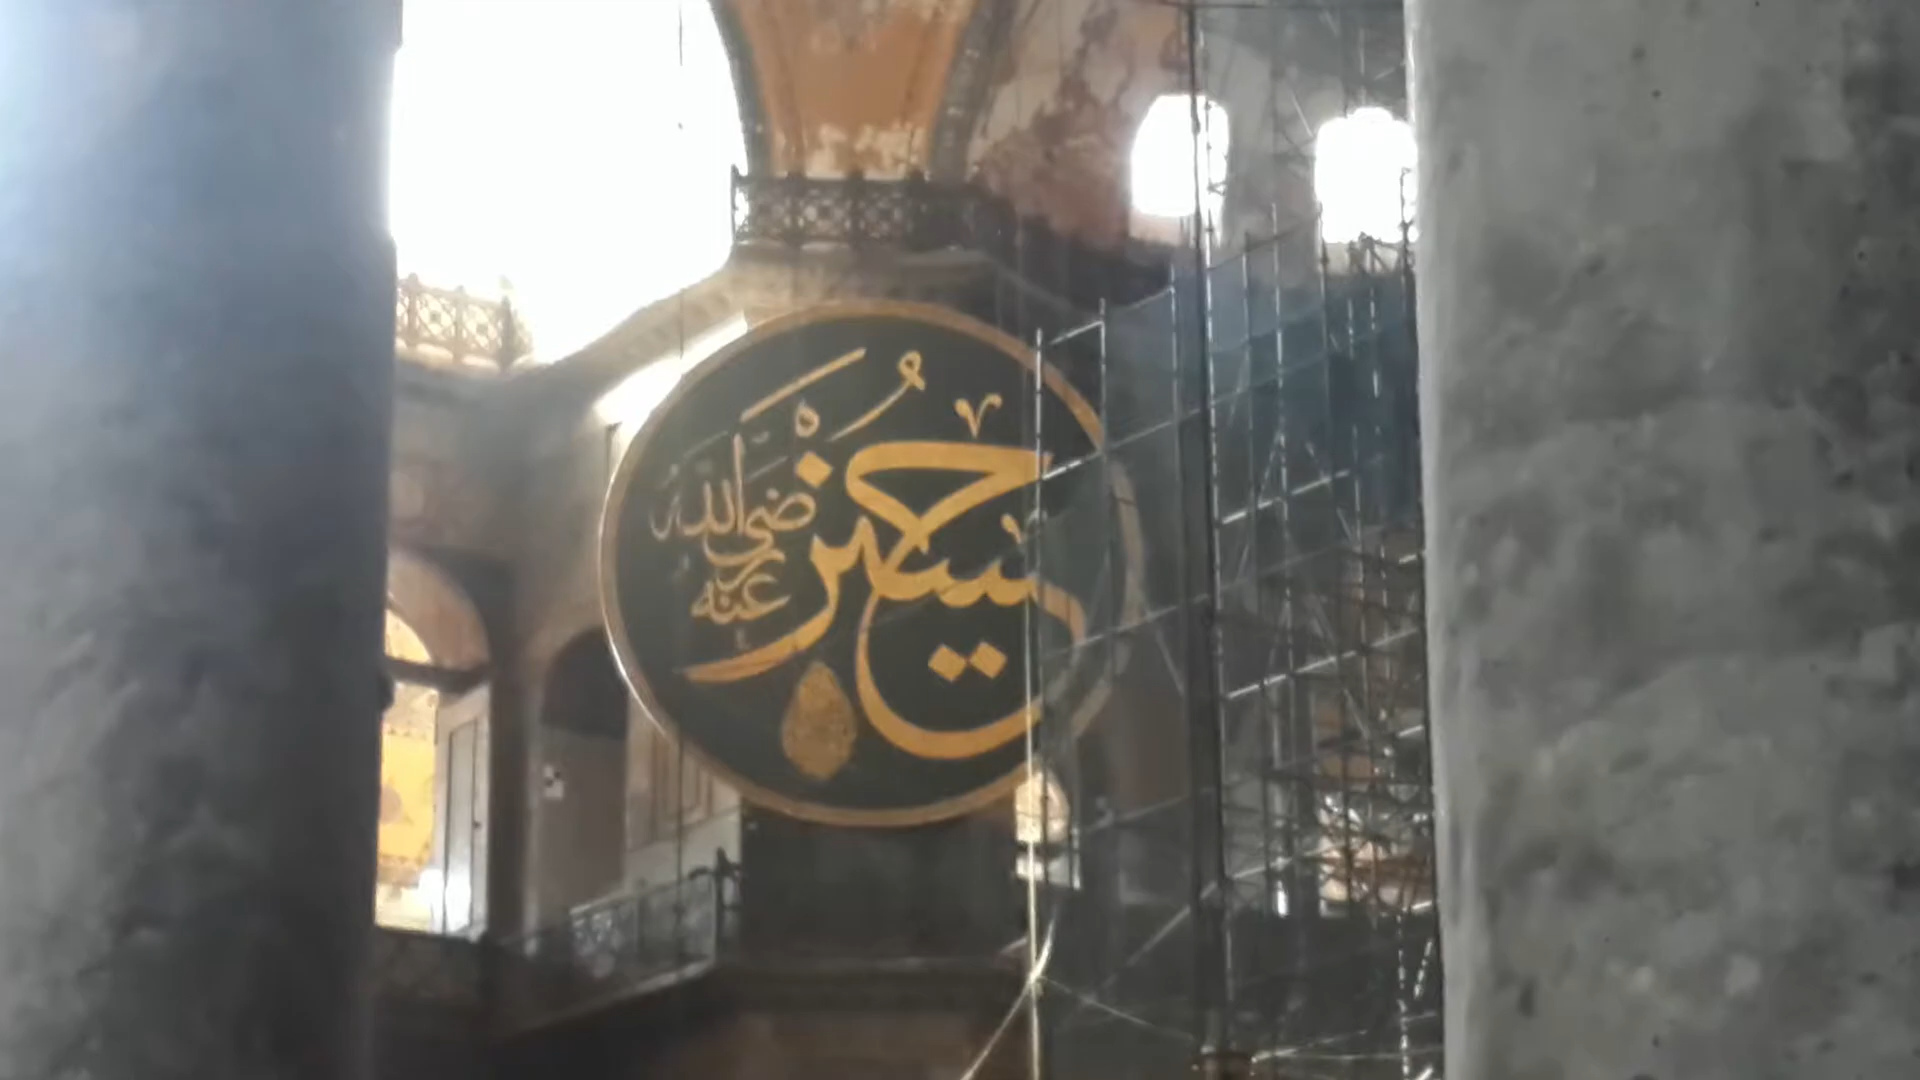 حسين
رضي الله
عنه